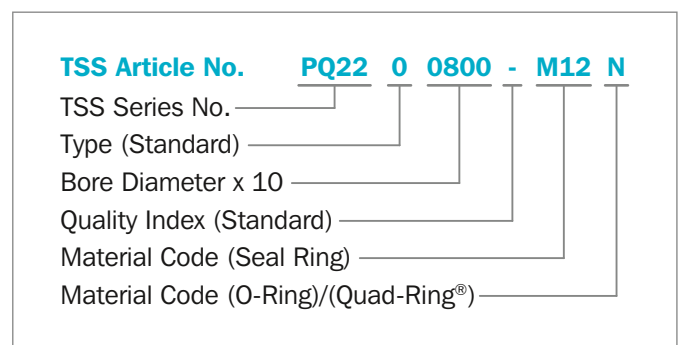 TSS Article No. PQ22 0 0800 - M12 N
TSS Series No.
Type (Standard)
Bore Diameter x 10
Quality Index (Standard)
Material Code (Seal Ring)
Material Code (O-Ring)/(Quad-Ring®)